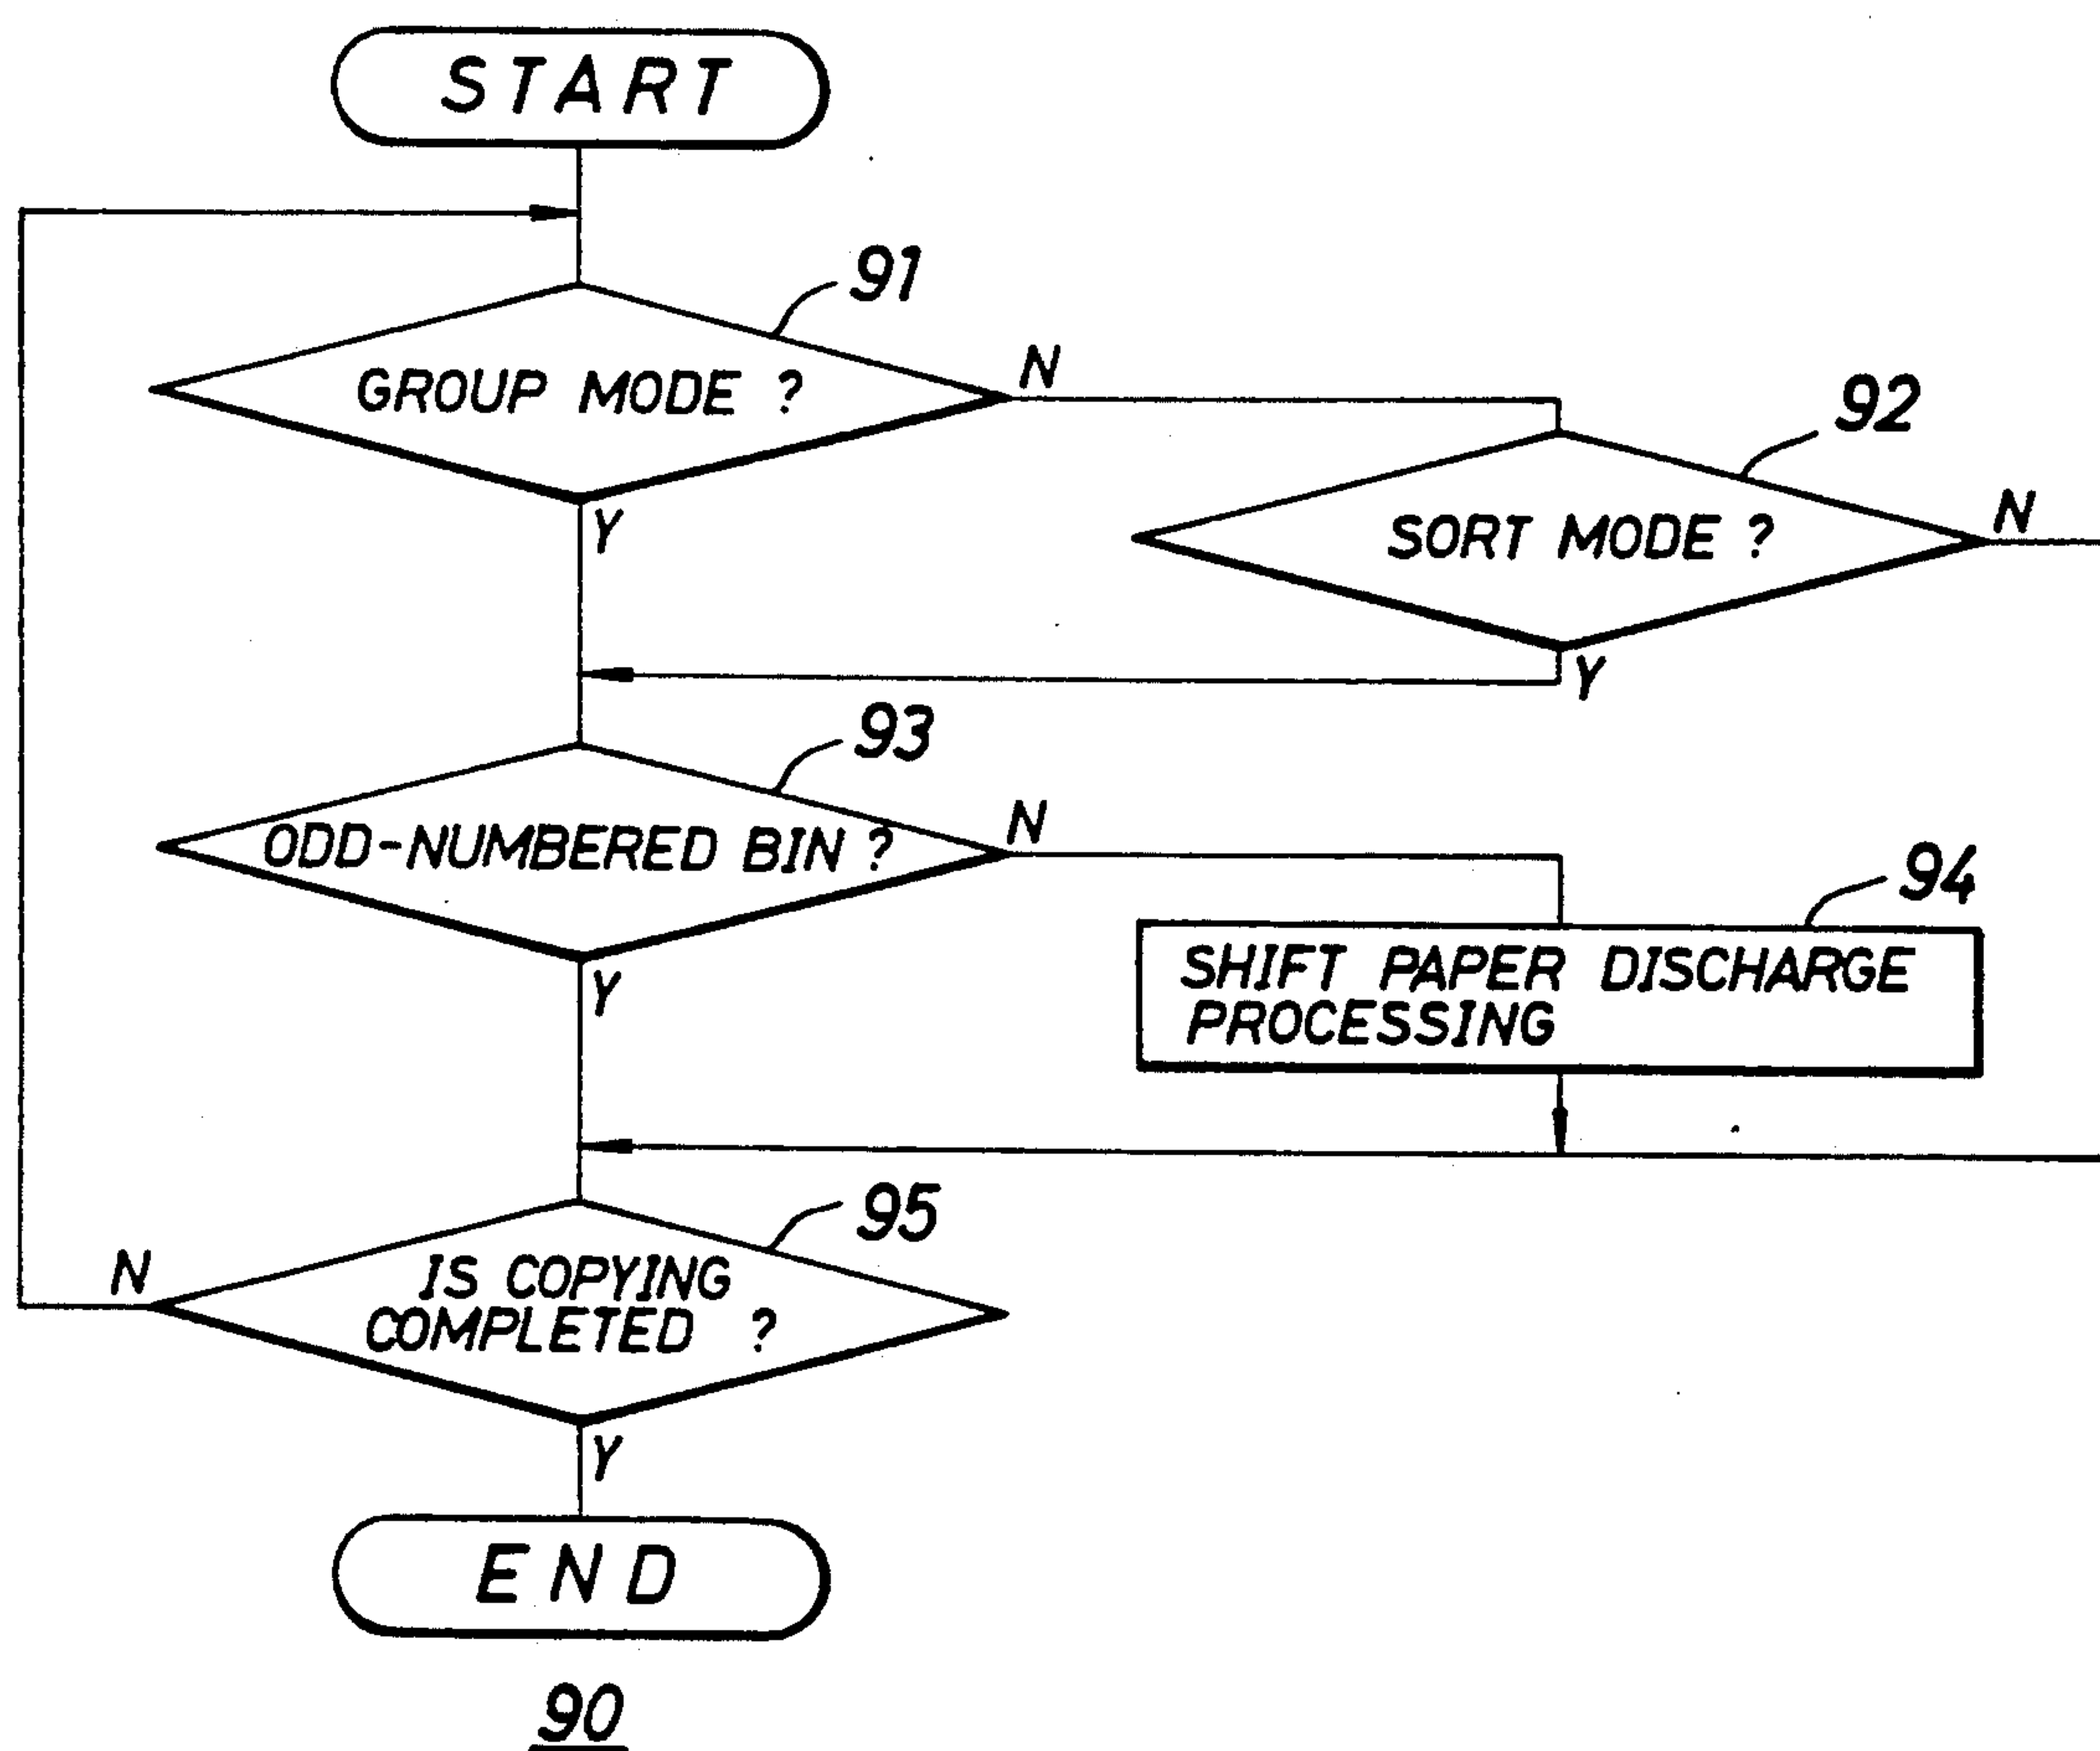 START
91
GROUP MODE ?
N
92
Y
SORT MODE ?
N
Y
93
ODD-NUMBERED BIN ?
N
94
Y
SHIFT PAPER DISCHARGE
PROCESSING
95
N
IS COPYING
COMPLETED ?
Y
END
90